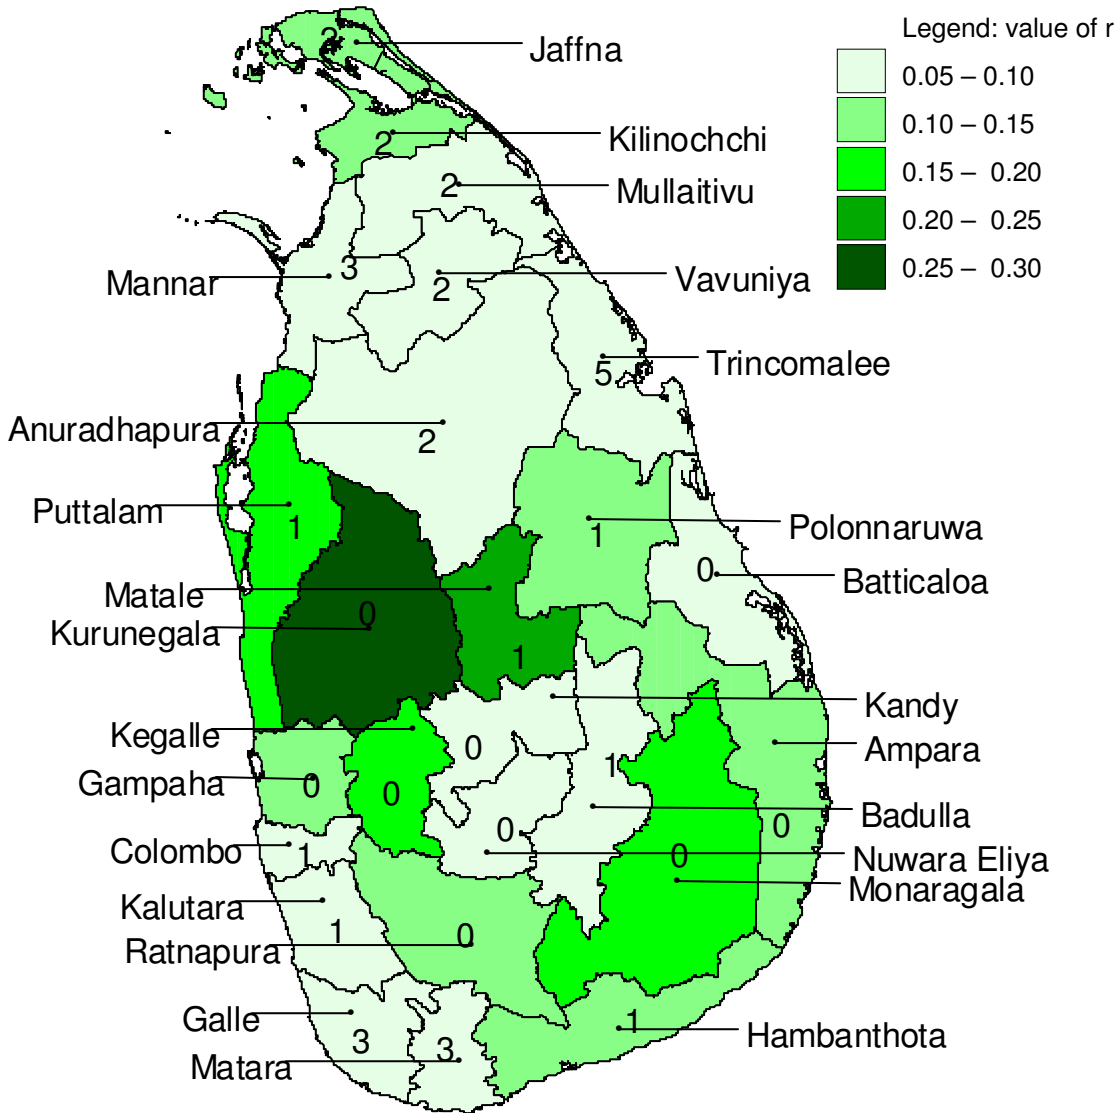 Legend: value of r
0.05 – 0.10
0.10 – 0.15
0.15 – 0.20
0.20 – 0.25
0.25 – 0.30
2
Jaffna
2
Kilinochchi
2
Mullaitivu
Mannar
3
2
Vavuniya
5
Trincomalee
Anuradhapura
2
Puttalam
1
1
Polonnaruwa
0
Batticaloa
Matale
1
Kurunegala
0
Kandy
0
Kegalle
0
Ampara
0
Gampaha
0
1
Badulla
Colombo
1
0
Nuwara Eliya
0
Monaragala
Kalutara
1
Ratnapura
0
Galle
3
1
Hambanthota
Matara
3